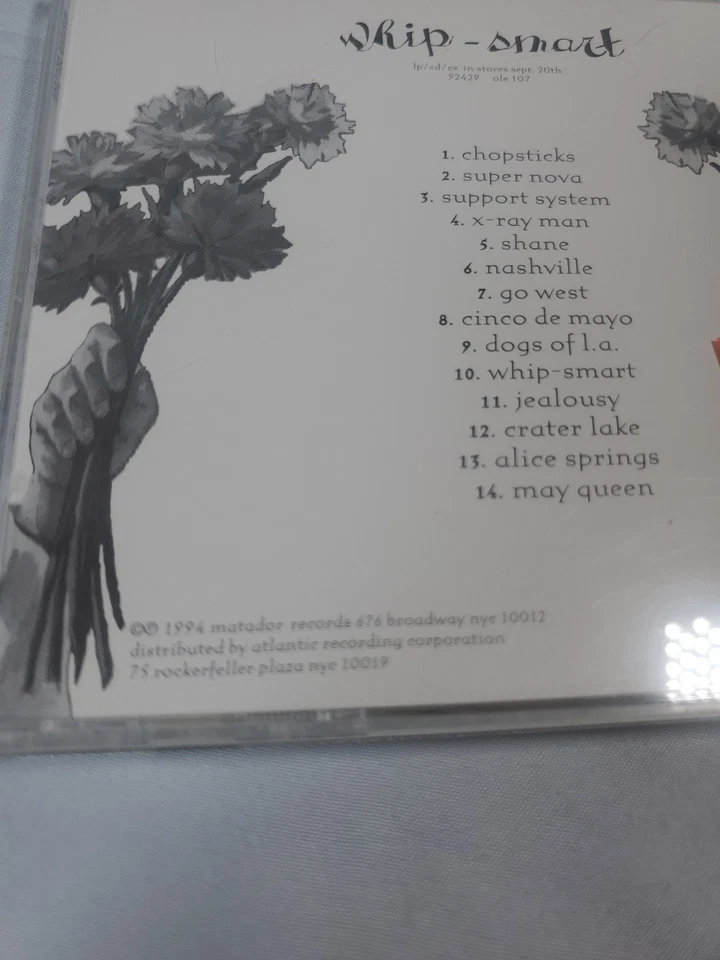 whip-smart
lp/cd/cs in stores sept. 20th
92429 ole 107
1. chopsticks
2. super nova
3. support system
4. x-ray man
5. shane
6. nashville
7. go west
8. cinco de mayo
9. dogs of l.a.
10. whip-smart
11. jealousy
12. crater lake
13. alice springs
14. may queen
©℗ 1994 matador records 676 broadway nyc 10012
distributed by atlantic recording corporation
75 rockerfeller plaza nyc 10019